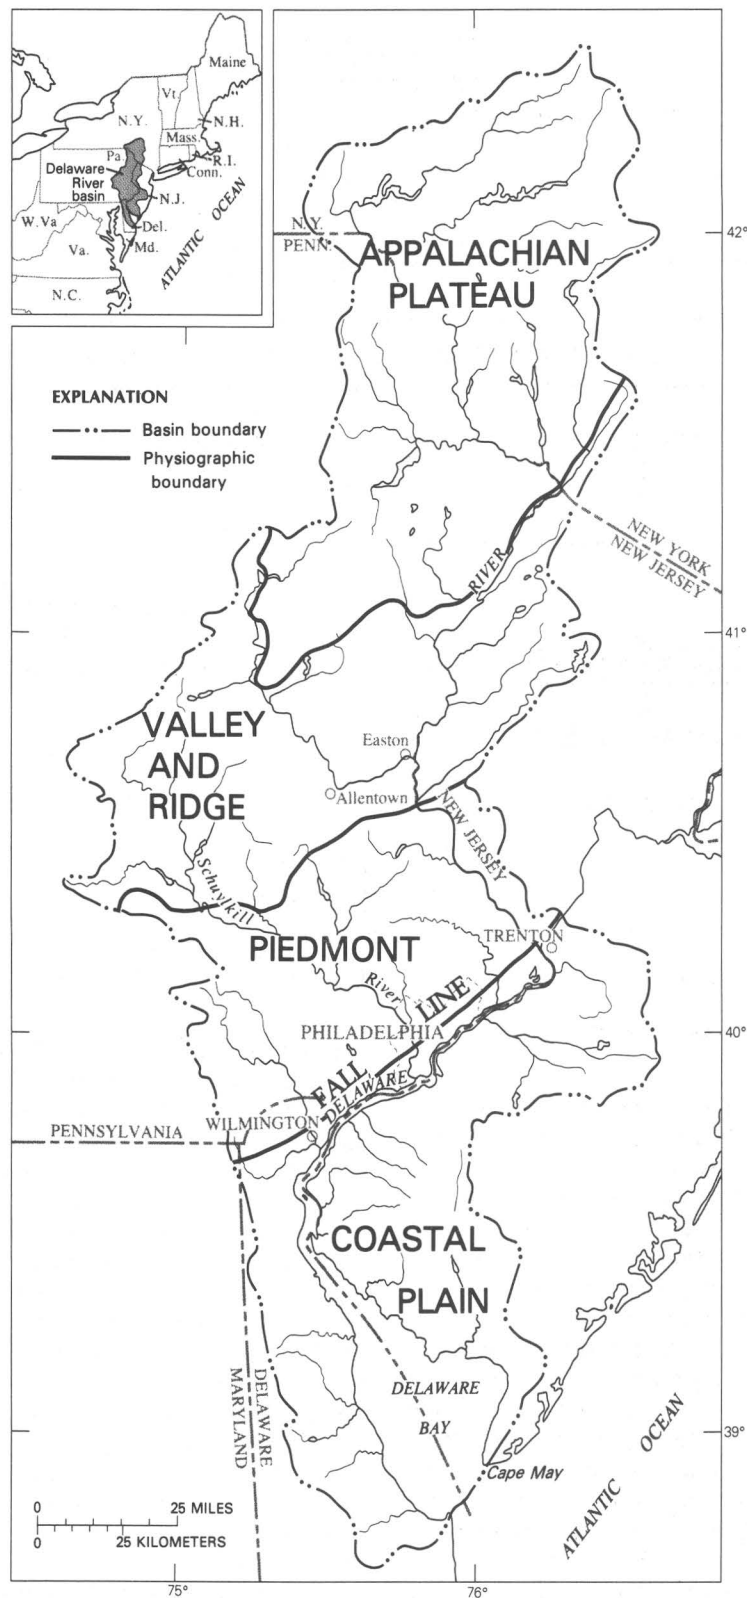 Maine
Vt.
N.Y.
N.H.
Mass.
Pa.
R.I.
Conn.
Delaware
River
basin
N.J.
Del.
W.Va
Md.
Va.
N.C.
ATLANTIC OCEAN
N.Y.
PENN.
42°
APPALACHIAN
PLATEAU
EXPLANATION
Basin boundary
Physiographic
boundary
NEW YORK
NEW JERSEY
RIVER
41°
VALLEY
AND
RIDGE
Easton
Allentown
NEW JERSEY
Schuylkill
River
PIEDMONT
TRENTON
FALL LINE
PHILADELPHIA
40°
DELAWARE
WILMINGTON
PENNSYLVANIA
COASTAL
PLAIN
DELAWARE
MARYLAND
DELAWARE
BAY
39°
Cape May
ATLANTIC OCEAN
0 25 MILES
0 25 KILOMETERS
75° 76°